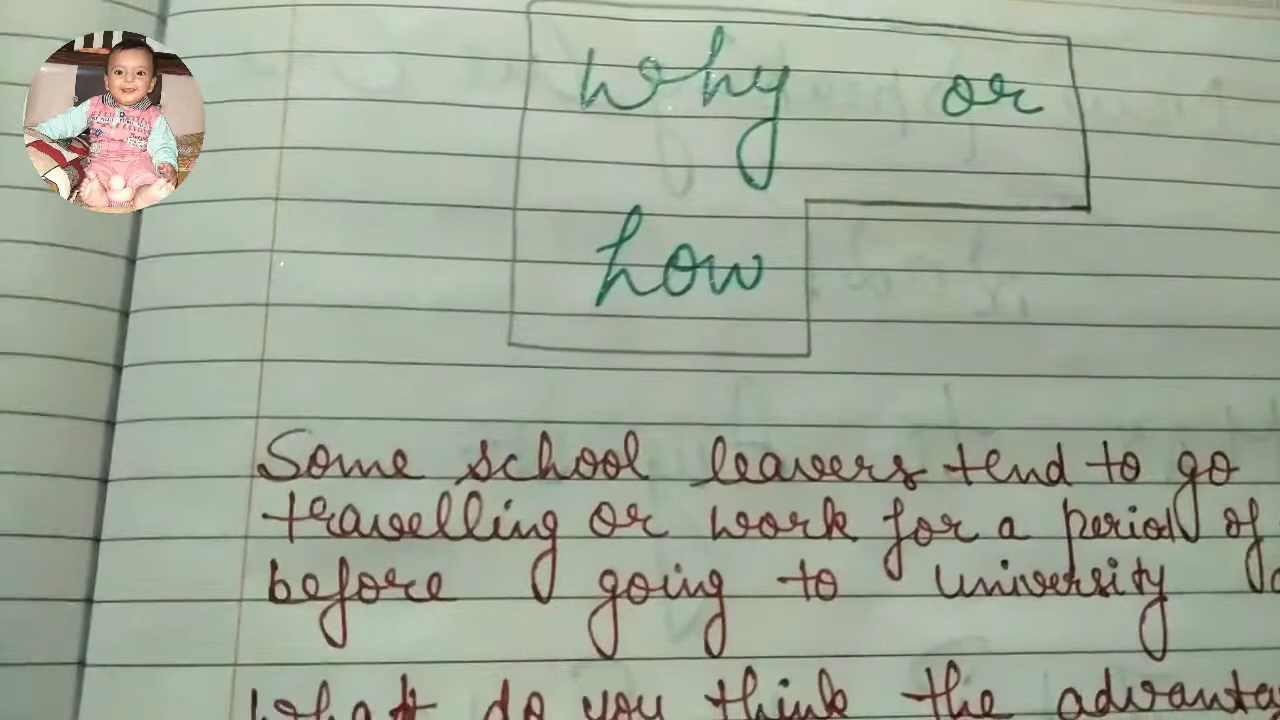 Why or
how
Some school leavers tend to go
travelling or work for a period of
before going to university
What do you think the